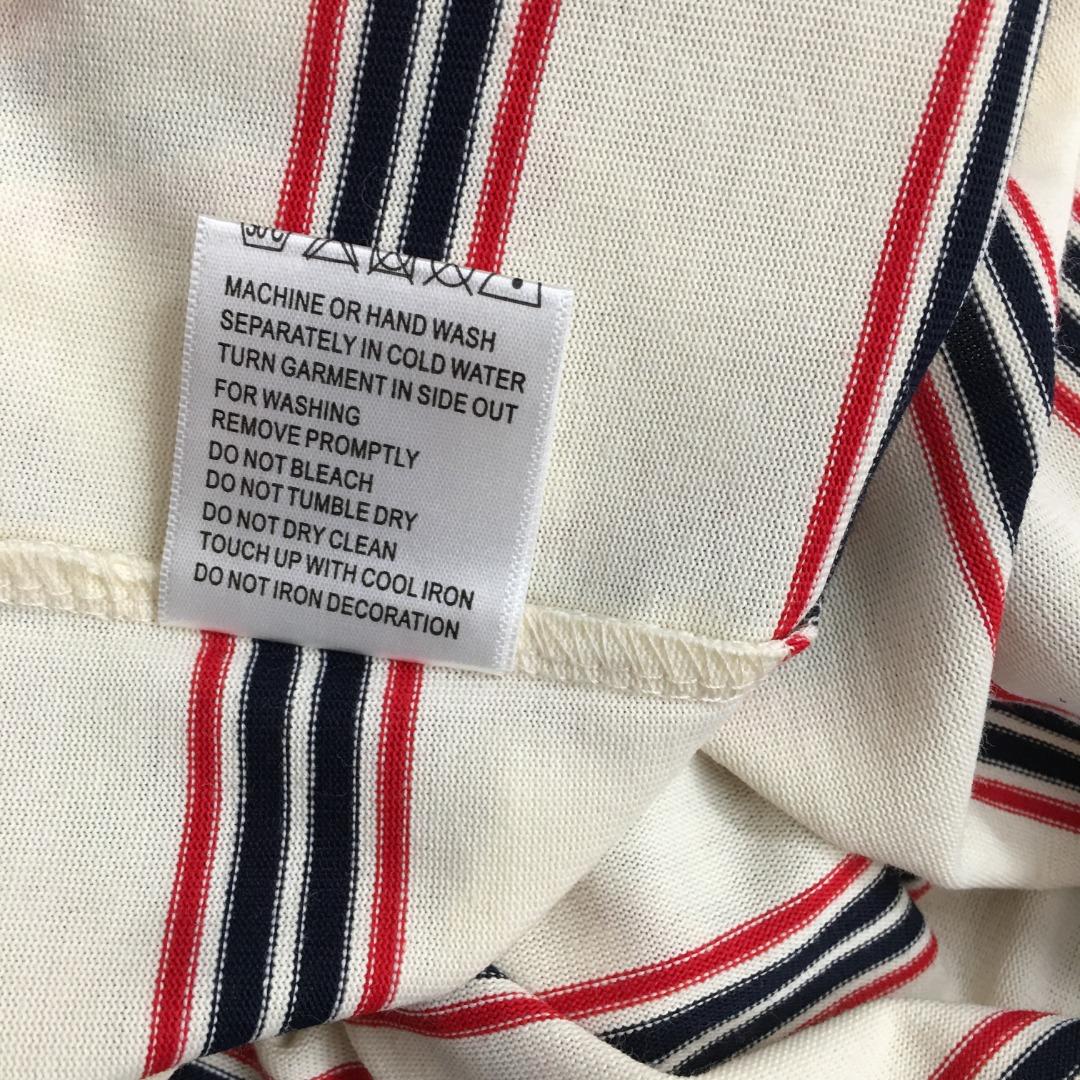 MACHINE OR HAND WASH
SEPARATELY IN COLD WATER
TURN GARMENT IN SIDE OUT
FOR WASHING
REMOVE PROMPTLY
DO NOT BLEACH
DO NOT TUMBLE DRY
DO NOT DRY CLEAN
TOUCH UP WITH COOL IRON
DO NOT IRON DECORATION